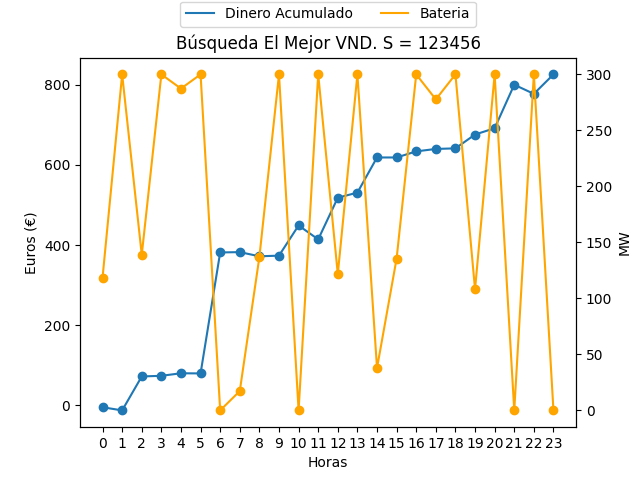 Dinero Acumulado Bateria
Búsqueda El Mejor VND. S = 123456
800
600
400
200
0
Euros (€)
300
250
200
150
100
50
0
MW
0 1 2 3 4 5 6 7 8 9 10 11 12 13 14 15 16 17 18 19 20 21 22 23
Horas